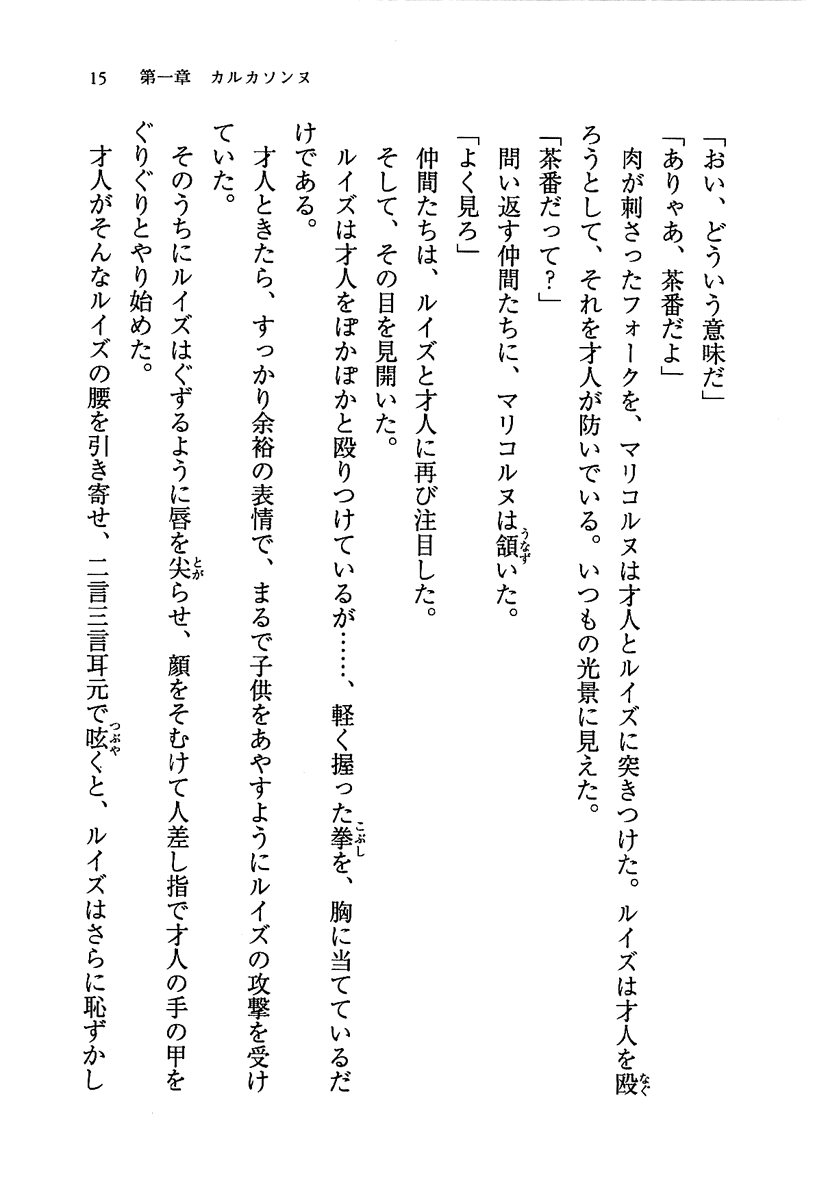 15　第一章　カルカソンヌ
「おい、どういう意味だ」
「ありゃあ、茶番だよ」
　肉が刺さったフォークを、マリコルヌは才人とルイズに突きつけた。ルイズは才人を殴
ろうとして、それを才人が防いでいる。いつもの光景に見えた。
「茶番だって？」
　問い返す仲間たちに、マリコルヌは頷いた。
「よく見ろ」
　仲間たちは、ルイズと才人に再び注目した。
　そして、その目を見開いた。
　ルイズは才人をぽかぽかと殴りつけているが……、軽く握った拳を、胸に当てているだ
けである。
　才人ときたら、すっかり余裕の表情で、まるで子供をあやすようにルイズの攻撃を受け
ていた。
　そのうちにルイズはぐずるように唇を尖らせ、顔をそむけて人差し指で才人の手の甲を
ぐりぐりとやり始めた。
　才人がそんなルイズの腰を引き寄せ、二言三言耳元で呟くと、ルイズはさらに恥ずかし